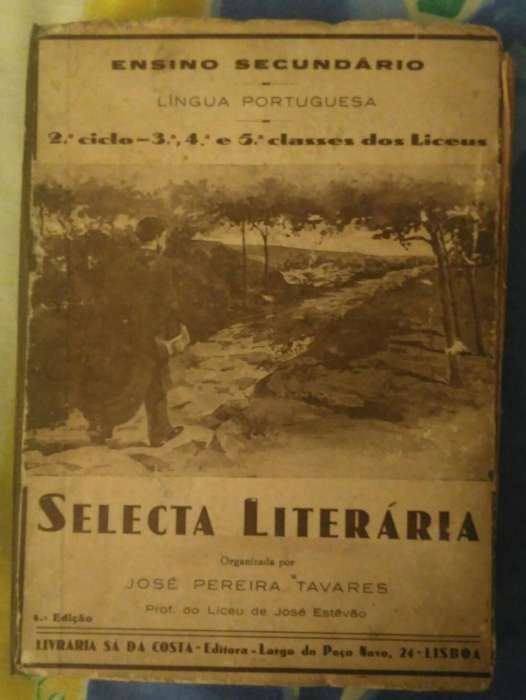 ENSINO SECUNDÁRIO
LÍNGUA PORTUGUESA
2.º ciclo — 3.ª, 4.ª e 5.ª classes dos Liceus
SELECTA LITERÁRIA
Organizada por
JOSÉ PEREIRA TAVARES
Prof. do Liceu de José Estêvão
4.ª Edição
LIVRARIA SÁ DA COSTA - Editora - Largo do Poço Novo, 24 - LISBOA